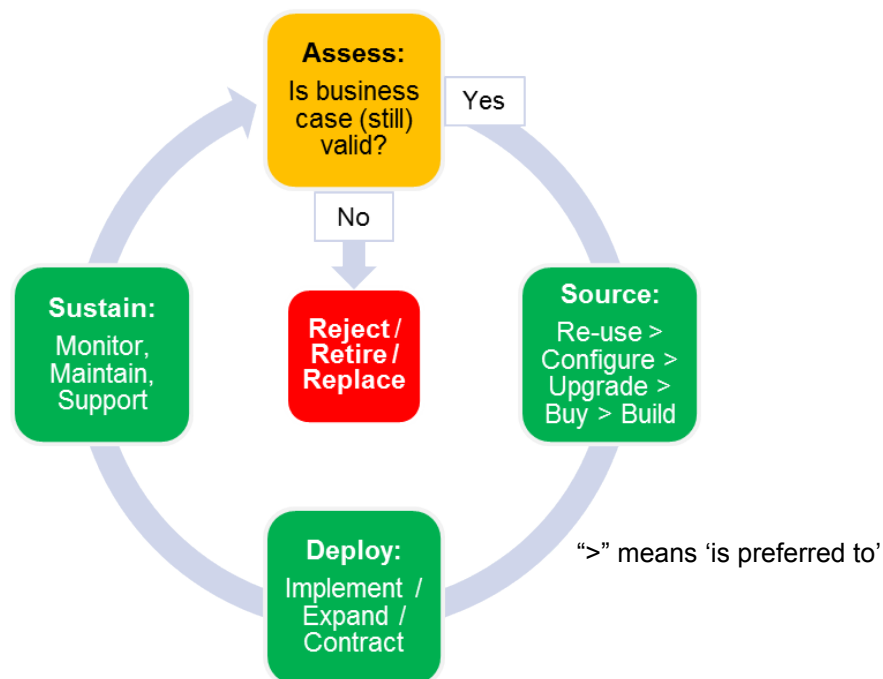 Assess:
Is business
case (still)
valid?
Yes
No
Reject /
Retire /
Replace
Source:
Re-use >
Configure >
Upgrade >
Buy > Build
Sustain:
Monitor,
Maintain,
Support
Deploy:
Implement /
Expand /
Contract
“>” means ‘is preferred to’